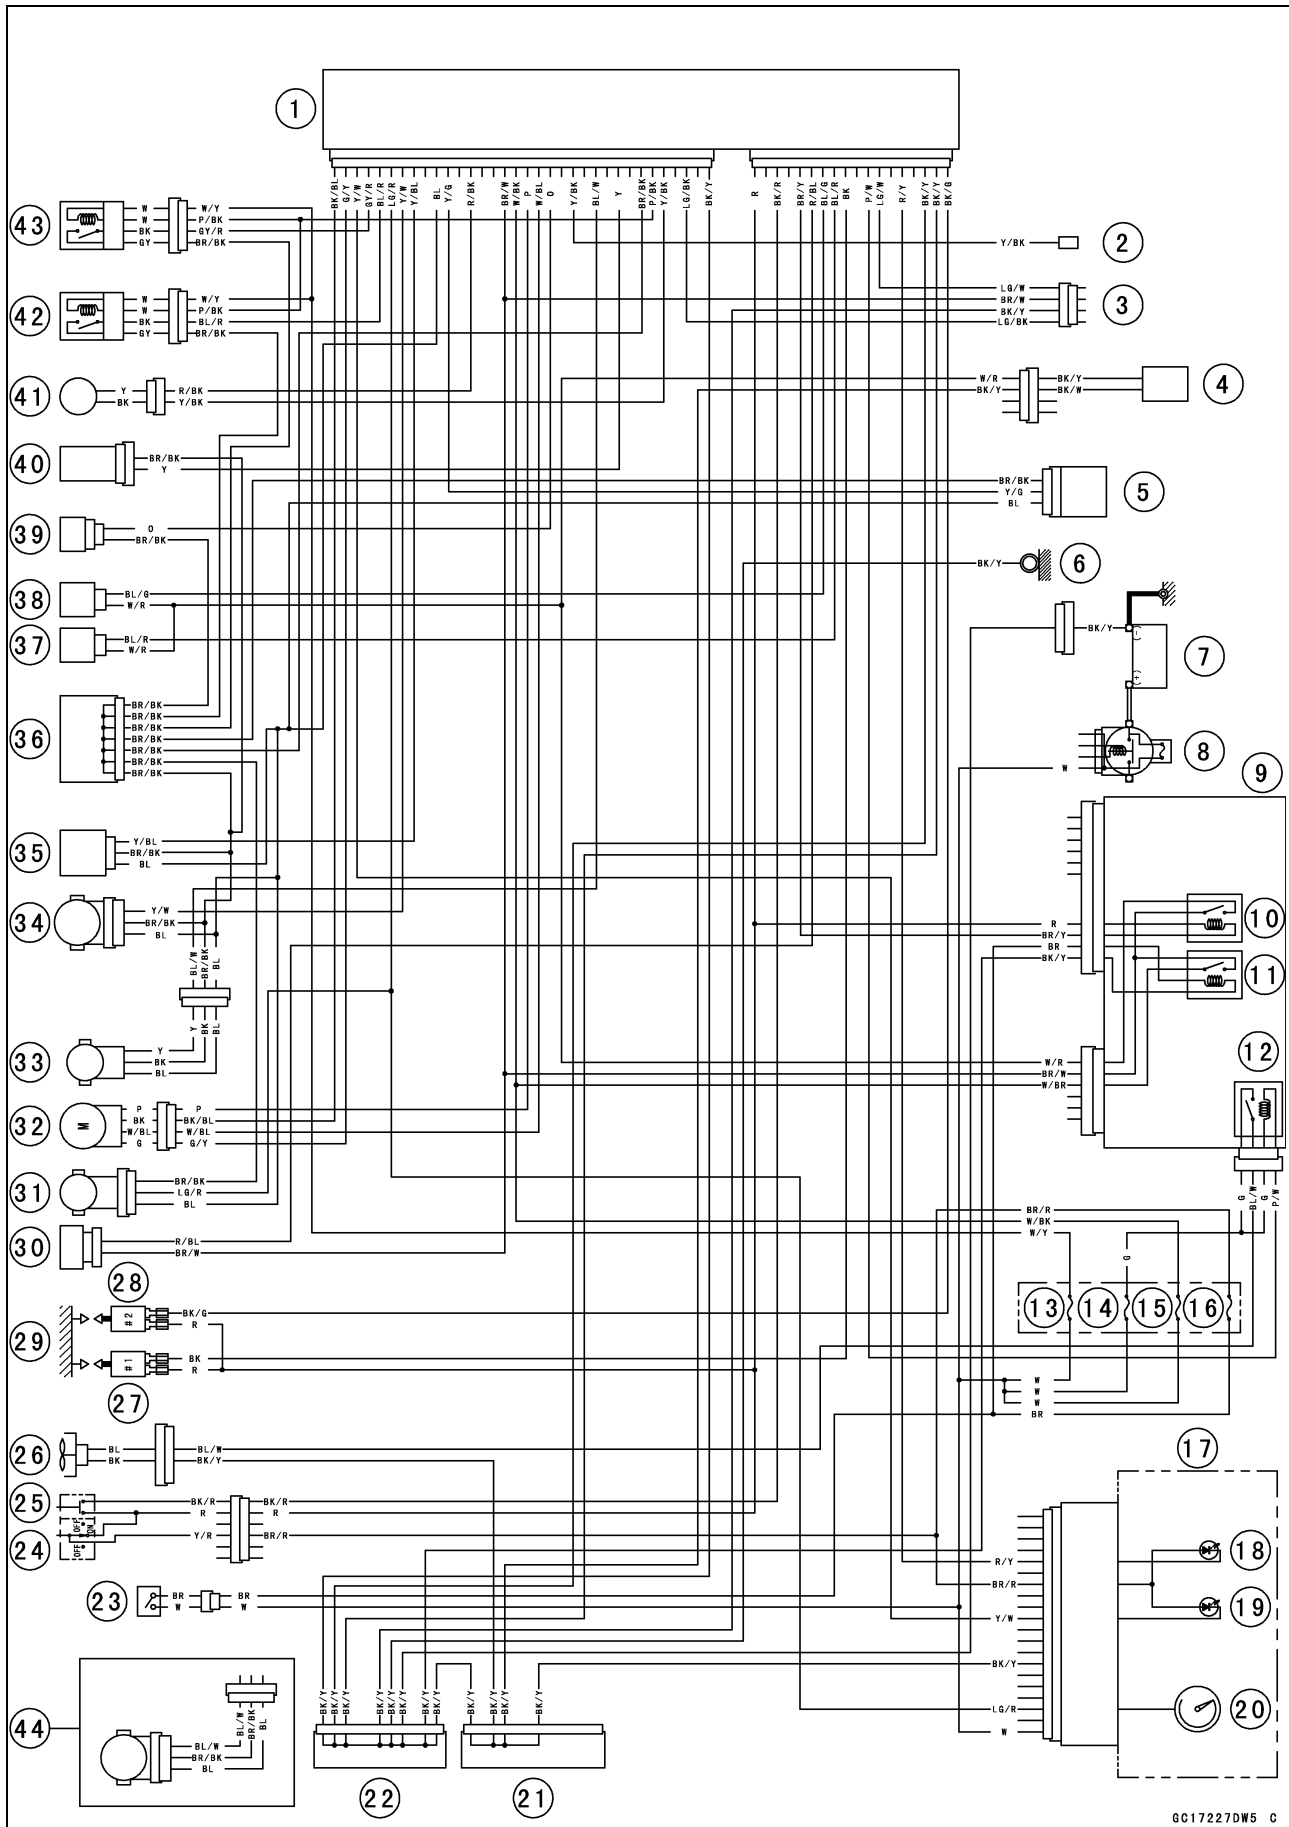 1
BK/BL G/Y Y/W GY/R BL/R LG/R Y/W Y/BL BL Y/G R/BK BR/W W/BK P W/BL O Y/BK BL/W Y BR/BK P/BK Y/BK LG/BK BK/Y
R BK/R BR/Y R/BL BL/G BL/R BK P/W LG/W R/Y BK/Y BK/Y BK/G
43
W W/Y
W P/BK
BK GY/R
GY BR/BK
Y/BK 2
42
W W/Y
W P/BK
BK BL/R
GY BR/BK
LG/W
BR/W
BK/Y
LG/BK
3
41
Y R/BK
BK Y/BK
W/R BK/Y
BK/Y BK/W
4
40
BR/BK
Y
BR/BK
Y/G
BL
5
39
O
BR/BK
BK/Y 6
38
BL/G
W/R
37
BL/R
W/R
BK/Y
(-)
(+)
7
36
BR/BK
BR/BK
BR/BK
BR/BK
BR/BK
BR/BK
BR/BK
W 8
9
35
Y/BL
BR/BK
BL
34
Y/W
BR/BK
BL
BL/W BR/BK BL
Y BK BL
R
BR/Y
BR
BK/Y
10
11
33
Y
BK
BL
W/R
BR/W
W/BR
12
32
M
P P
BK BK/BL
W/BL W/BL
G G/Y
31
BR/BK
LG/R
BL
G BL/W G P/W
30
R/BL
BR/W
BR/R
W/BK
W/Y
G
28
29
#2
BK/G
R
#1
BK
R
27
13 14 15 16
W
W
W
BR
26
BL BL/W
BK BK/Y
17
25
BK/R BK/R
R R
24
OFF ON
OFF
Y/R BR/R
23
BR BR
W W
R/Y
BR/R
Y/W
BK/Y
LG/R
W
18
19
20
44
BL/W BR/BK BL
BL/W
BR/BK
BL
BK/Y BK/Y BK/Y BK/Y BK/Y BK/Y BK/Y BK/Y
BK/Y BK/Y BK/Y BK/Y
22
21
GC17227DW5 C